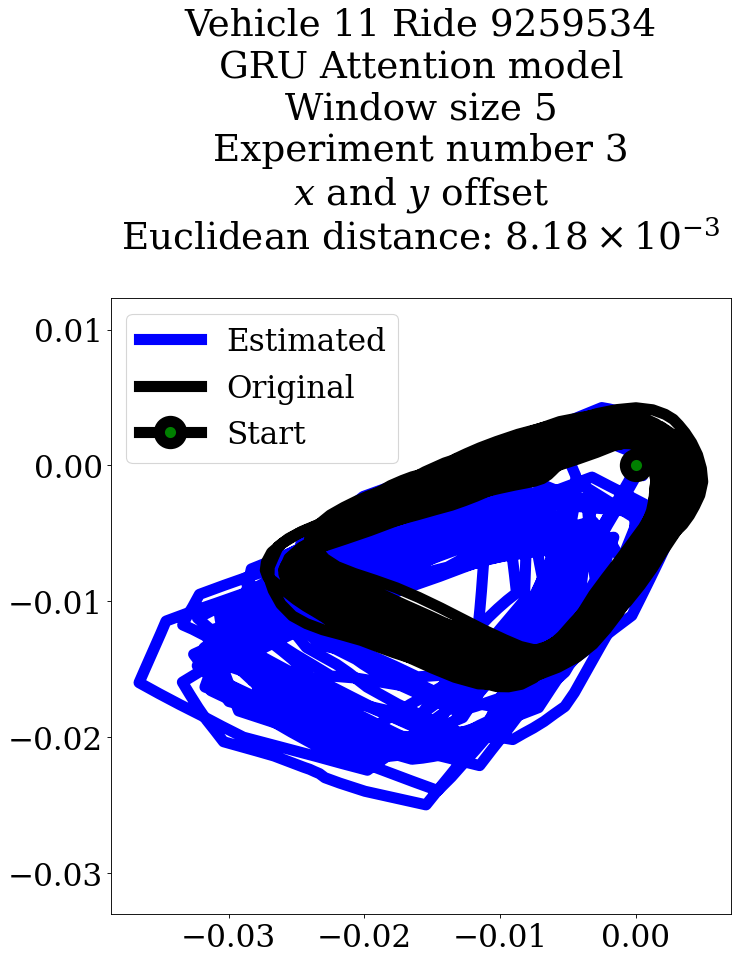 Vehicle 11 Ride 9259534
GRU Attention model
Window size 5
Experiment number 3
x and y offset
Euclidean distance: 8.18 × 10⁻³
Estimated
Original
Start
0.01
0.00
−0.01
−0.02
−0.03
−0.03 −0.02 −0.01 0.00